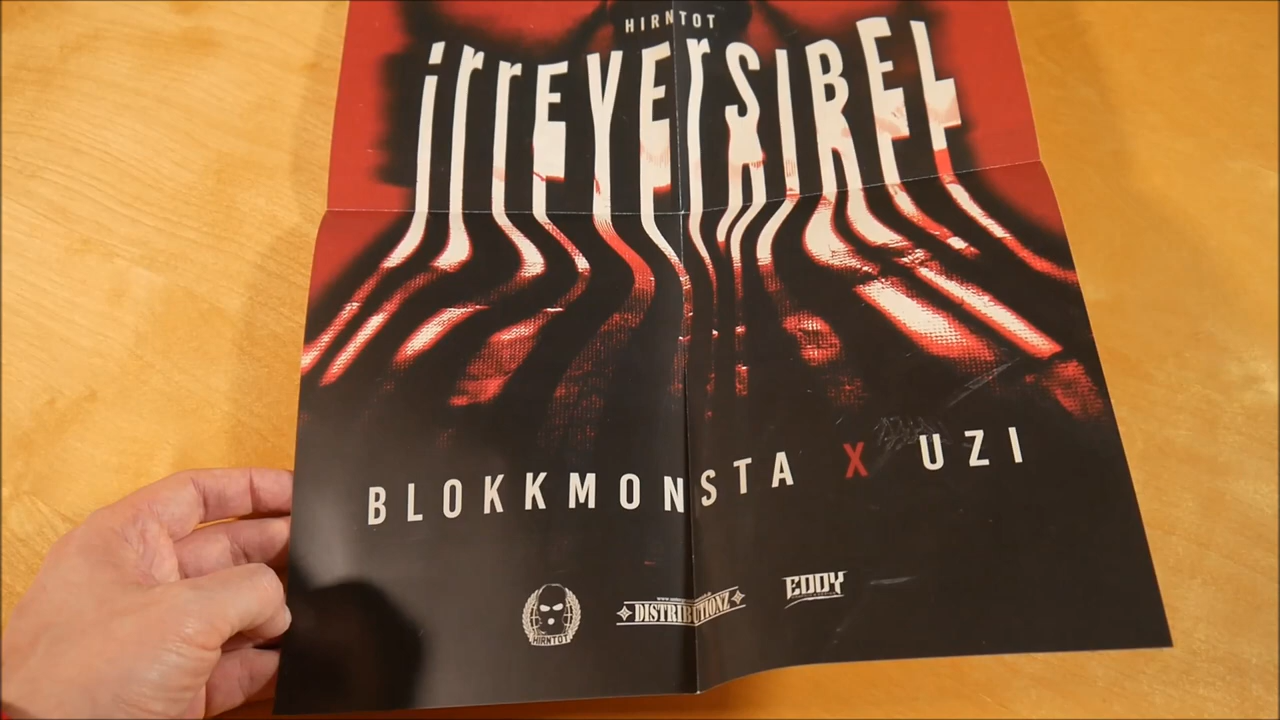 HIRNTOT
irrEVErSIBEL
BLOKKMONSTA X UZI
HIRNTOT
DISTRIBUTIONZ
EDDY